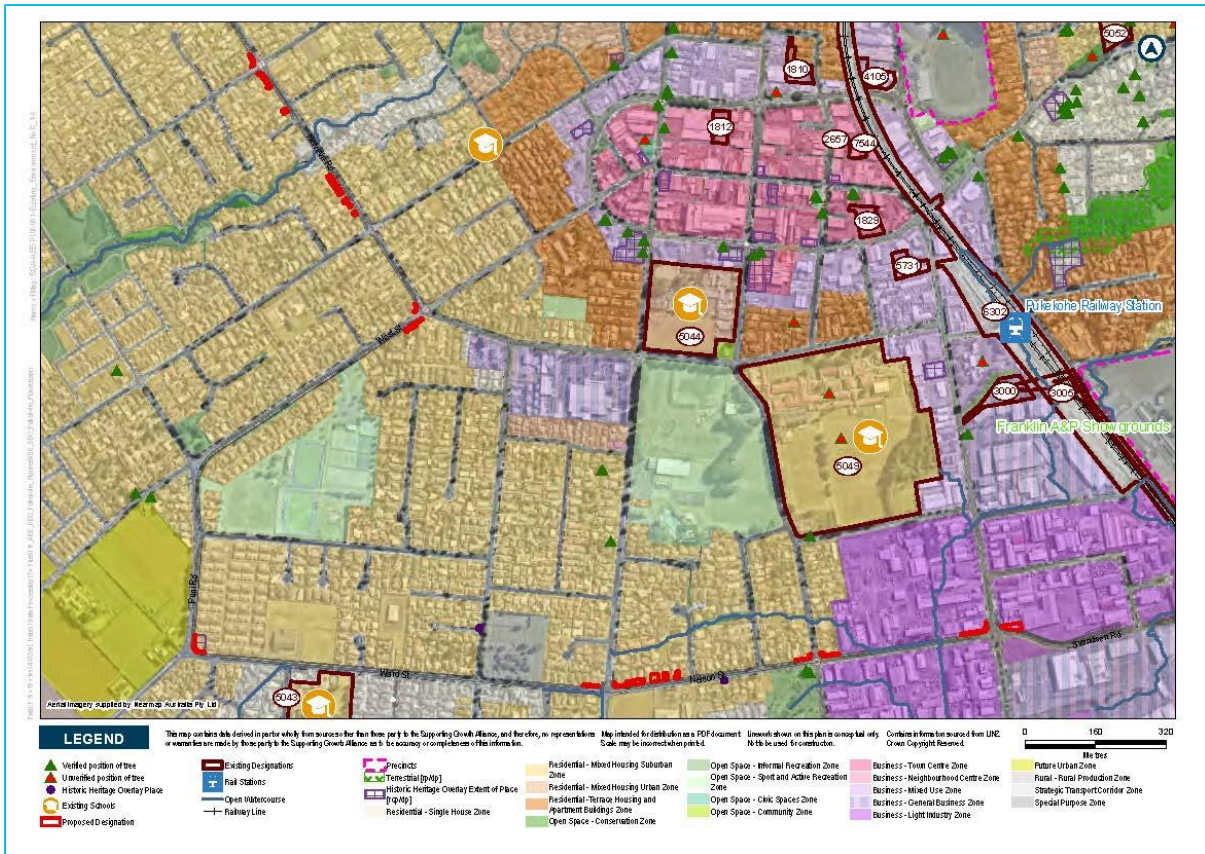 5052
1810
4105
1812
2657
7544
1829
5731
Pukekohe Railway Station
6302
5044
3000
3005
Franklin A&P Showgrounds
5049
West St
Puni Rd
Svendsen Rd
Ward St
Nelson St
5043
Aerial Imagery supplied by Nearmap Australia Pty Ltd
LEGEND
This map contains data derived in part or wholly from sources other than those party to the Supporting Growth Alliance, and therefore, no representations
or warranties are made by those party to the Supporting Growth Alliance as to the accuracy or completeness of this information.
Map intended for distribution as a PDF document
Scale may be incorrect when printed.
Linework shown on this plan is conceptual only.
Not to be used for construction.
Contains information sourced from LINZ.
Crown Copyright Reserved.
0 160 320
Metres
Verified position of tree
Unverified position of tree
Historic Heritage Overlay Place
Existing Schools
Proposed Designation
Existing Designations
Rail Stations
Open Watercourse
Railway Line
Precincts
Terrestrial [rp/dp]
Historic Heritage Overlay Extent of Place
[rcp/dp]
Residential - Single House Zone
Residential - Mixed Housing Suburban
Zone
Residential - Mixed Housing Urban Zone
Residential - Terrace Housing and
Apartment Buildings Zone
Open Space - Conservation Zone
Open Space - Informal Recreation Zone
Open Space - Sport and Active Recreation
Zone
Open Space - Civic Spaces Zone
Open Space - Community Zone
Business - Town Centre Zone
Business - Neighbourhood Centre Zone
Business - Mixed Use Zone
Business - General Business Zone
Business - Light Industry Zone
Future Urban Zone
Rural - Rural Production Zone
Strategic Transport Corridor Zone
Special Purpose Zone